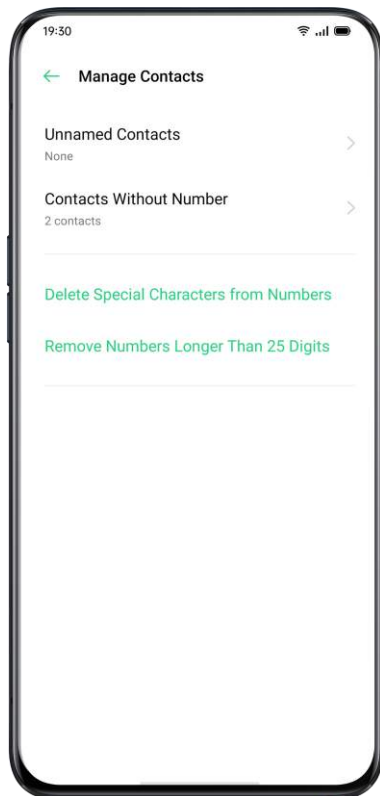 19:30
Manage Contacts
Unnamed Contacts
None
Contacts Without Number
2 contacts
Delete Special Characters from Numbers
Remove Numbers Longer Than 25 Digits